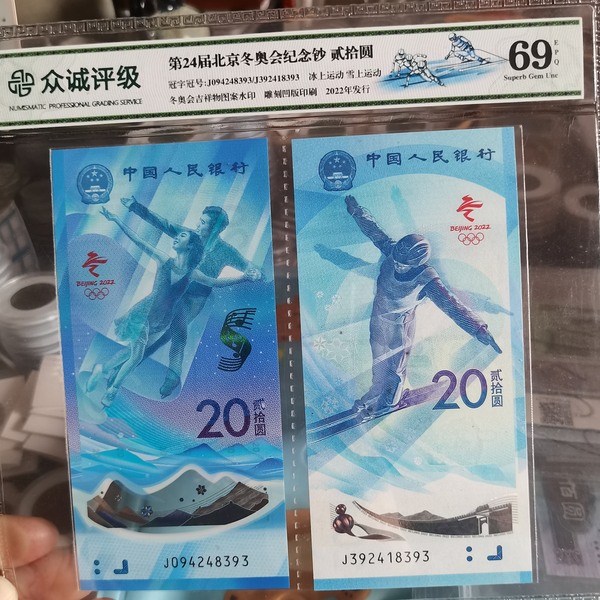 众诚评级
NUMISMATIC PROFESSIONAL GRADING SERVICE
第24届北京冬奥会纪念钞 贰拾圆
冠字冠号:J094248393/J392418393 冰上运动 雪上运动
冬奥会吉祥物图案水印 雕刻凹版印刷 2022年发行
69
EPQ
Superb Gem Unc
中国人民银行
BEIJING 2022
20
贰拾圆
J094248393
中国人民银行
BEIJING 2022
20
贰拾圆
J392418393